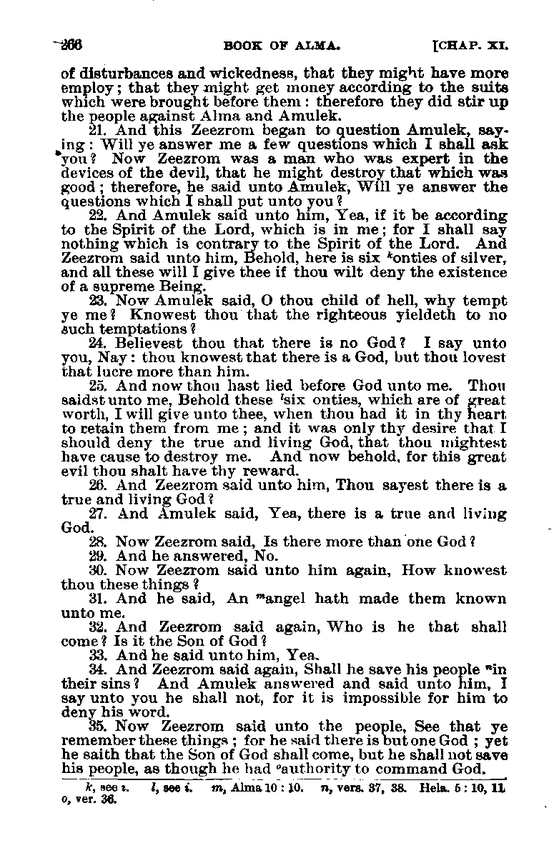 266 BOOK OF ALMA. [CHAP. XI.
of disturbances and wickedness, that they might have more
employ; that they might get money according to the suits
which were brought before them: therefore they did stir up
the people against Alma and Amulek.
21. And this Zeezrom began to question Amulek, say-
ing: Will ye answer me a few questions which I shall ask
you? Now Zeezrom was a man who was expert in the
devices of the devil, that he might destroy that which was
good; therefore, he said unto Amulek, Will ye answer the
questions which I shall put unto you?
22. And Amulek said unto him, Yea, if it be according
to the Spirit of the Lord, which is in me; for I shall say
nothing which is contrary to the Spirit of the Lord. And
Zeezrom said unto him, Behold, here is six konties of silver,
and all these will I give thee if thou wilt deny the existence
of a supreme Being.
23. Now Amulek said, O thou child of hell, why tempt
ye me? Knowest thou that the righteous yieldeth to no
such temptations?
24. Believest thou that there is no God? I say unto
you, Nay: thou knowest that there is a God, but thou lovest
that lucre more than him.
25. And now thou hast lied before God unto me. Thou
saidst unto me, Behold these lsix onties, which are of great
worth, I will give unto thee, when thou had it in thy heart
to retain them from me; and it was only thy desire that I
should deny the true and living God, that thou mightest
have cause to destroy me. And now behold, for this great
evil thou shalt have thy reward.
26. And Zeezrom said unto him, Thou sayest there is a
true and living God?
27. And Amulek said, Yea, there is a true and living
God.
28. Now Zeezrom said, Is there more than one God?
29. And he answered, No.
30. Now Zeezrom said unto him again, How knowest
thou these things?
31. And he said, An mangel hath made them known
unto me.
32. And Zeezrom said again, Who is he that shall
come? Is it the Son of God?
33. And he said unto him, Yea.
34. And Zeezrom said again, Shall he save his people nin
their sins? And Amulek answered and said unto him, I
say unto you he shall not, for it is impossible for him to
deny his word.
35. Now Zeezrom said unto the people, See that ye
remember these things; for he said there is but one God; yet
he saith that the Son of God shall come, but he shall not save
his people, as though he had oauthority to command God.
k, see i. l, see i. m, Alma 10: 10. n, vers. 37, 38. Hela. 5: 10, 11.
o, ver. 36.